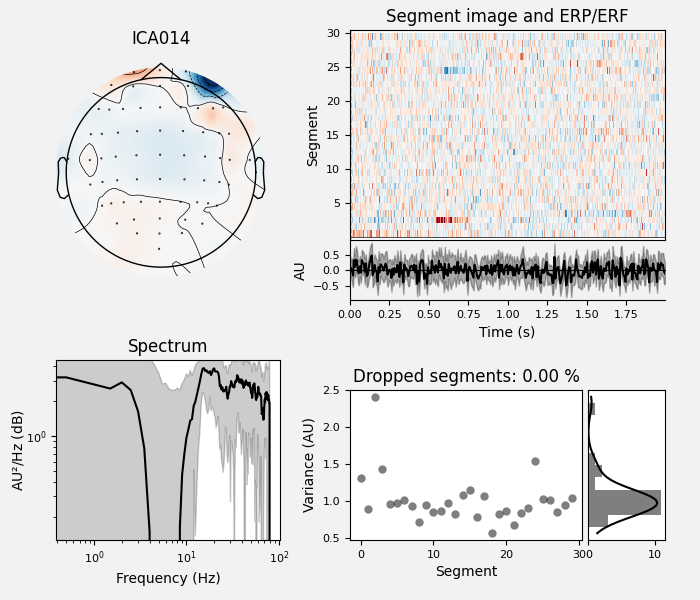 ICA014
Segment image and ERP/ERF
30
25
20
15
10
5
Segment
0.5
0.0
−0.5
AU
0.00 0.25 0.50 0.75 1.00 1.25 1.50 1.75
Time (s)
Spectrum
10⁰
AU²/Hz (dB)
10⁰ 10¹ 10²
Frequency (Hz)
Dropped segments: 0.00 %
2.5
2.0
1.5
1.0
0.5
Variance (AU)
0 10 20 30
Segment
0 10